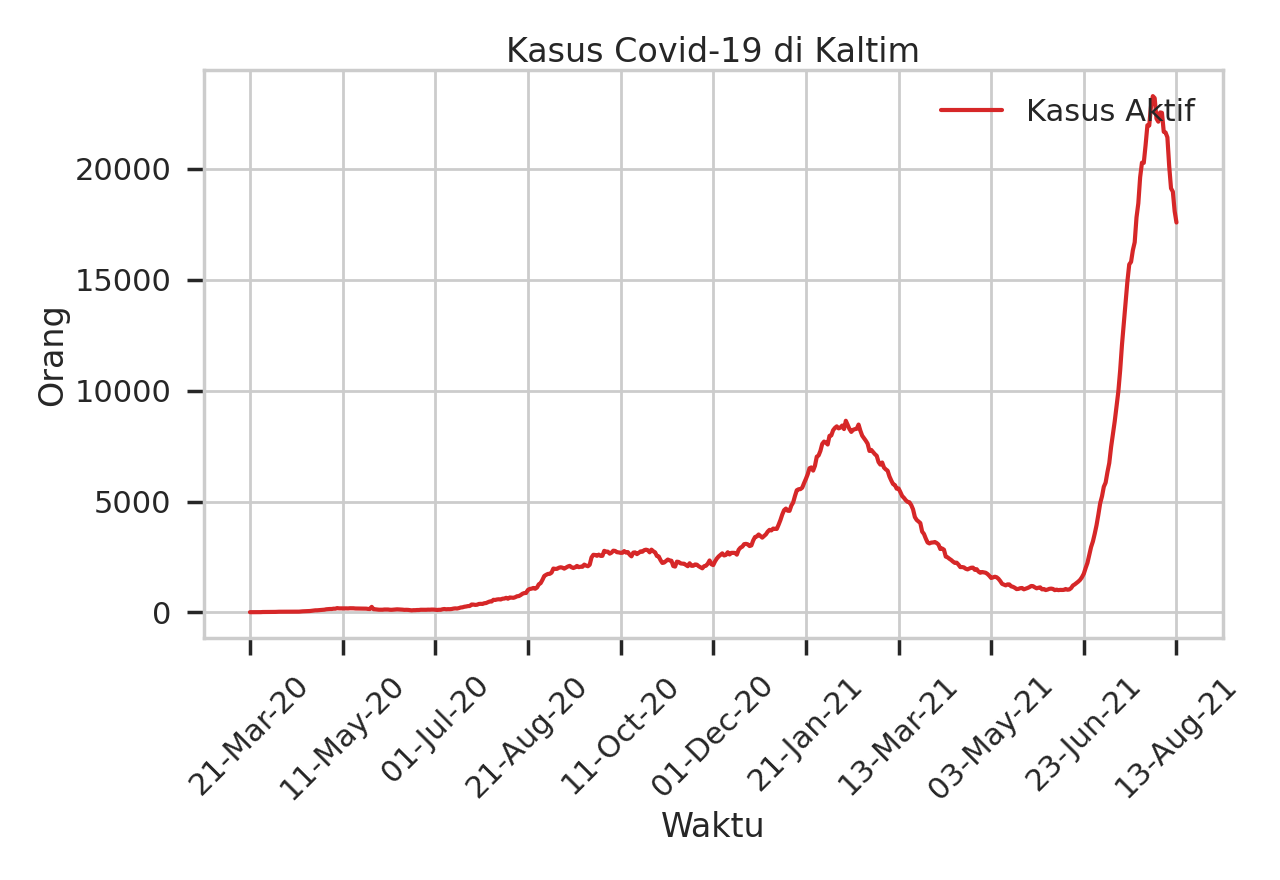 Kasus Covid-19 di Kaltim
Kasus Aktif
20000
15000
10000
5000
0
Orang
21-Mar-20
11-May-20
01-Jul-20
21-Aug-20
11-Oct-20
01-Dec-20
21-Jan-21
13-Mar-21
03-May-21
23-Jun-21
13-Aug-21
Waktu